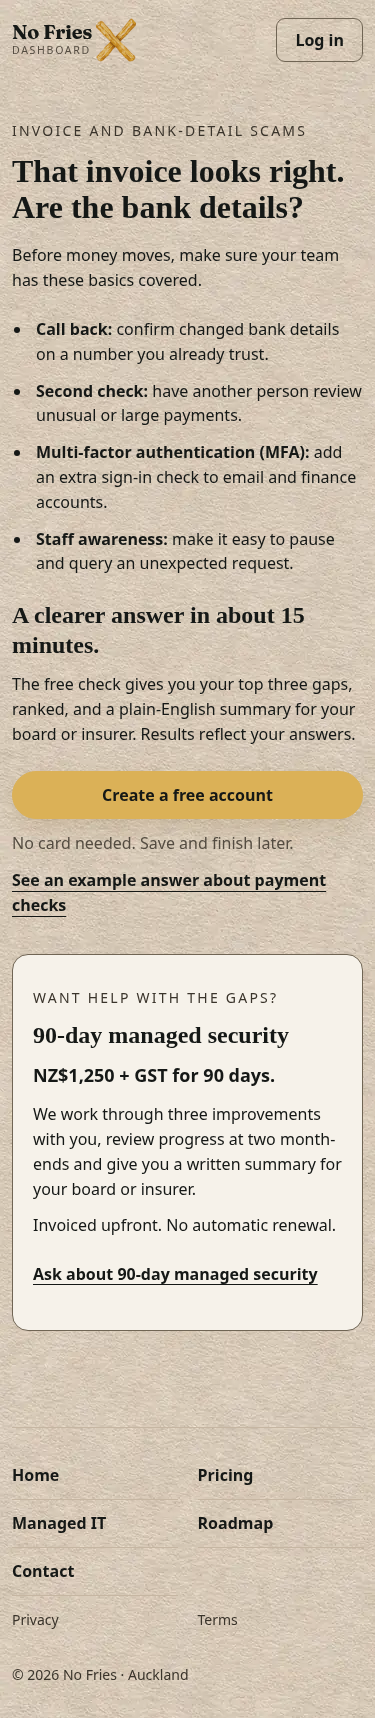 No Fries
DASHBOARD
Log in
INVOICE AND BANK-DETAIL SCAMS
That invoice looks right.
Are the bank details?
Before money moves, make sure your team
has these basics covered.
• Call back: confirm changed bank details
on a number you already trust.
• Second check: have another person review
unusual or large payments.
• Multi-factor authentication (MFA): add
an extra sign-in check to email and finance
accounts.
• Staff awareness: make it easy to pause
and query an unexpected request.
A clearer answer in about 15
minutes.
The free check gives you your top three gaps,
ranked, and a plain-English summary for your
board or insurer. Results reflect your answers.
Create a free account
No card needed. Save and finish later.
See an example answer about payment
checks
WANT HELP WITH THE GAPS?
90-day managed security
NZ$1,250 + GST for 90 days.
We work through three improvements
with you, review progress at two month-
ends and give you a written summary for
your board or insurer.
Invoiced upfront. No automatic renewal.
Ask about 90-day managed security
Home
Pricing
Managed IT
Roadmap
Contact
Privacy
Terms
© 2026 No Fries · Auckland